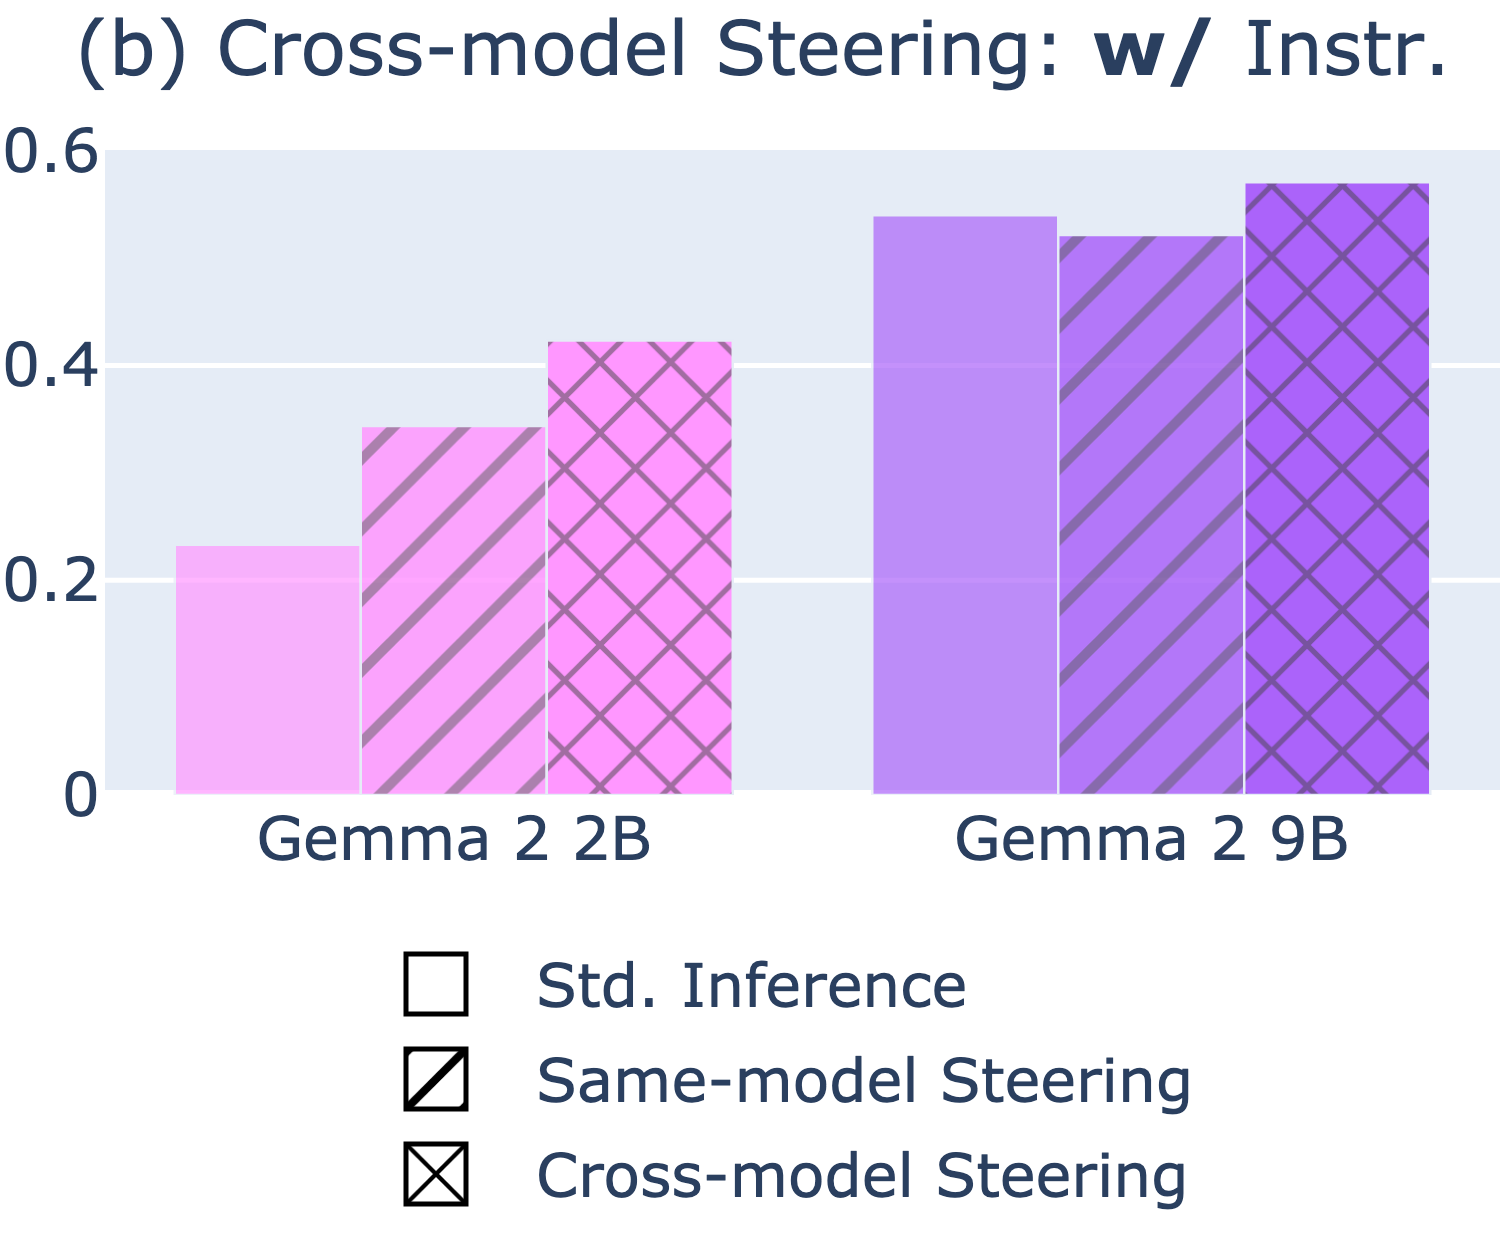 (b) Cross-model Steering: w/ Instr.
0.6
0.4
0.2
0
Gemma 2 2B
Gemma 2 9B
Std. Inference
Same-model Steering
Cross-model Steering